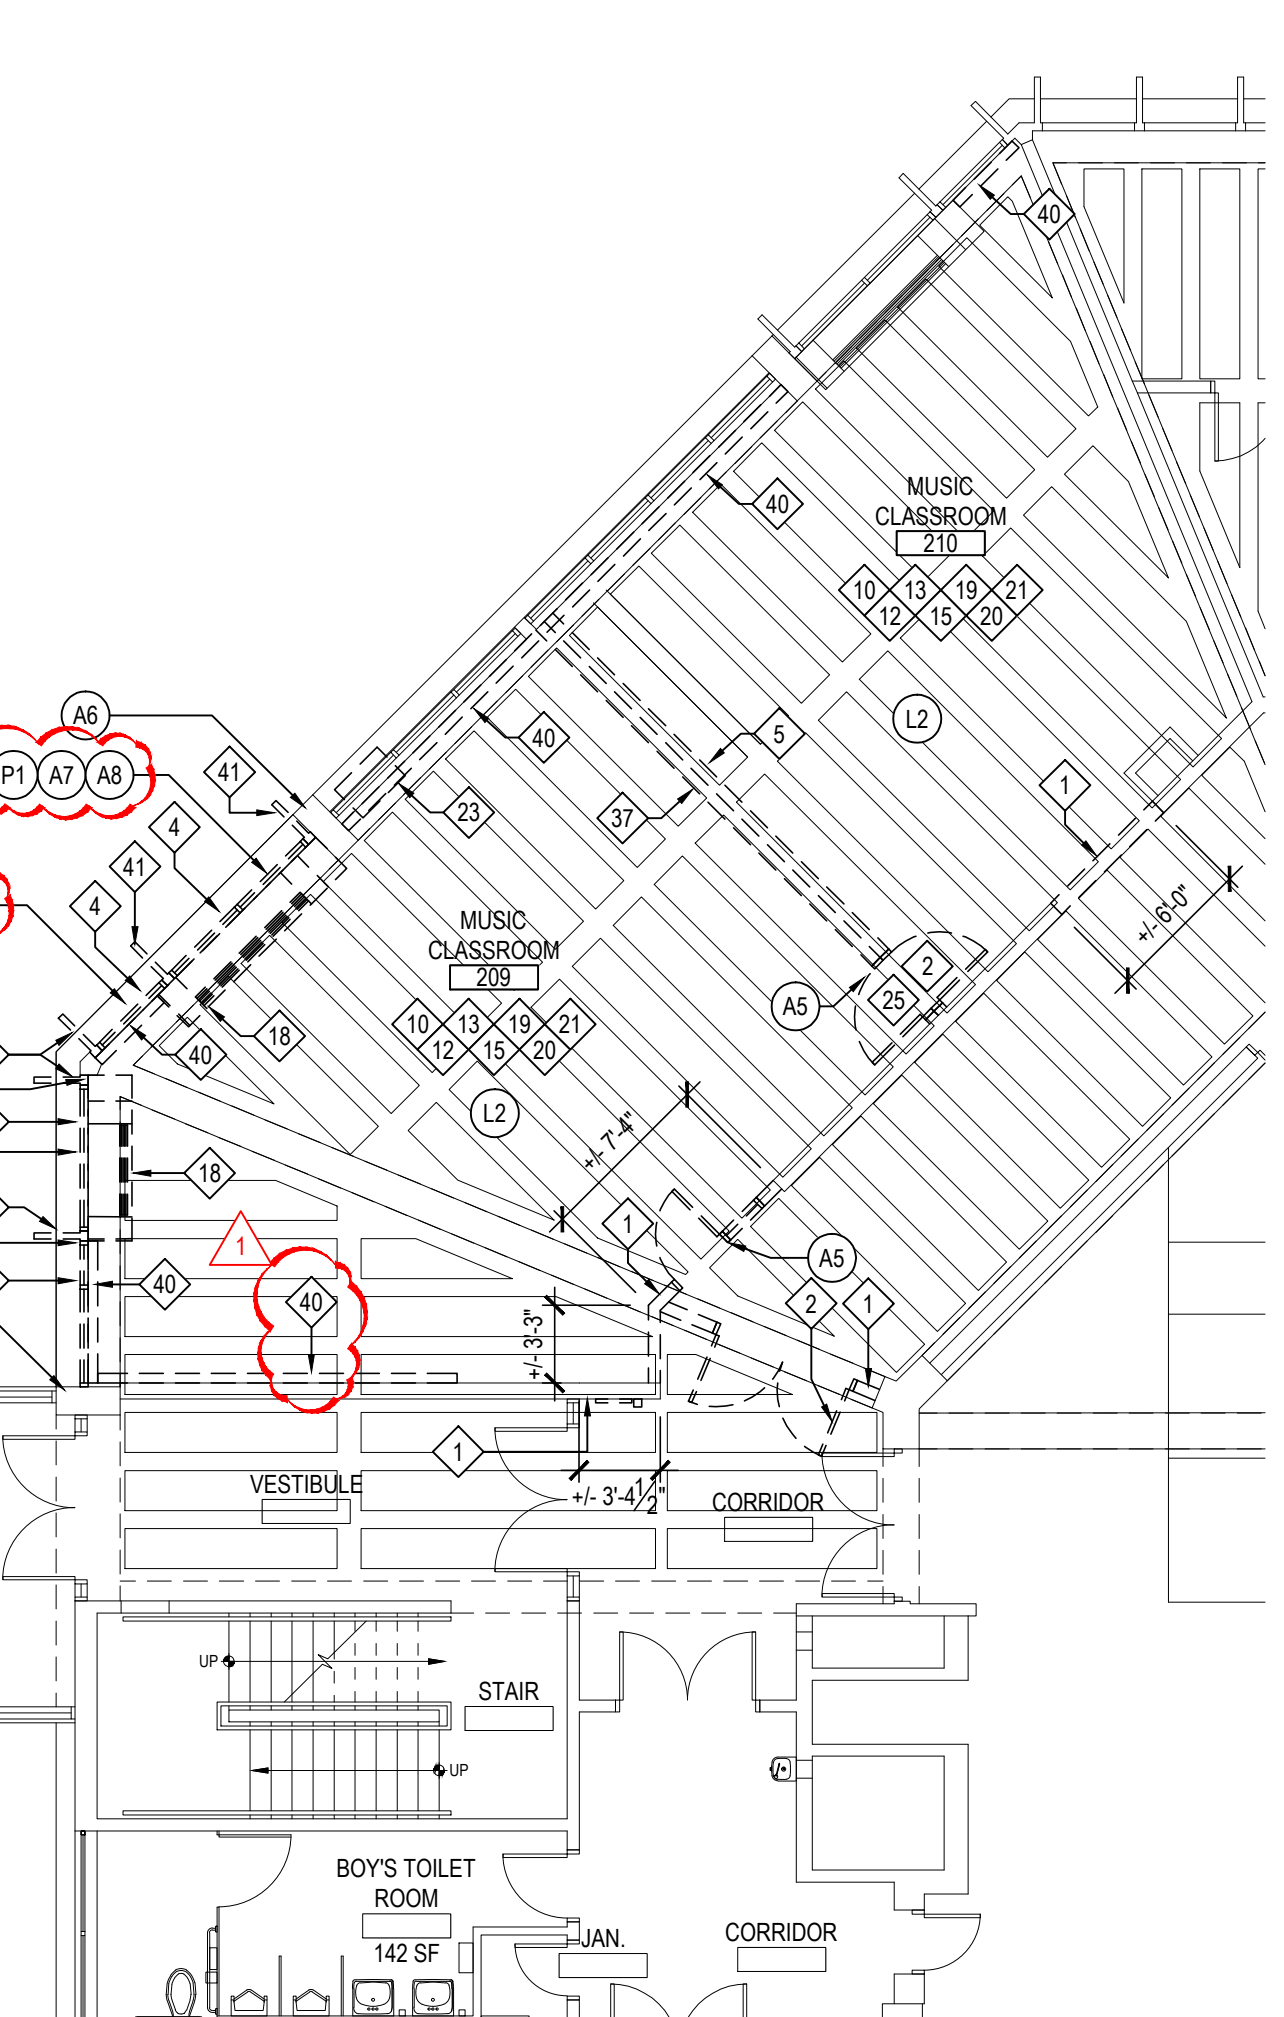 40
MUSIC
CLASSROOM
210
40
10 13 19 21
12 15 20
A6
L2
P1 A7 A8
41
40
5
1
4
23
37
41
+/- 6'-0"
4
MUSIC
CLASSROOM
209
2
25
A5
10 13 19 21
12 15 20
18
40
L2
+/- 7'-4"
18
1
1
A5
40
40
2
1
+/- 3'-3"
1
VESTIBULE
+/- 3'-4 1/2"
CORRIDOR
UP
STAIR
UP
BOY'S TOILET
ROOM
142 SF
JAN.
CORRIDOR